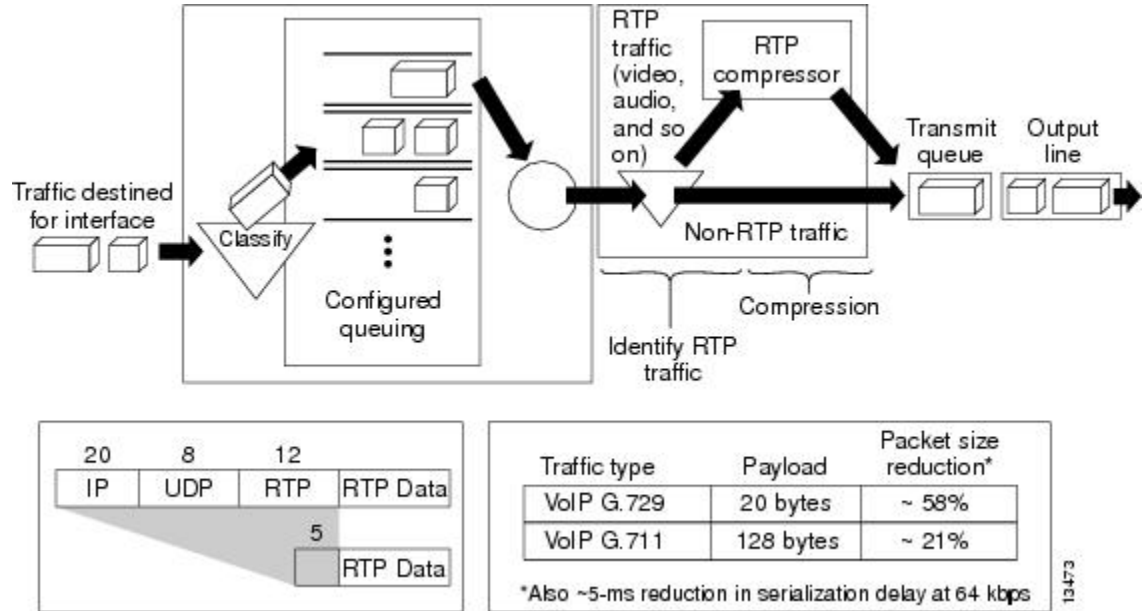 Traffic destined
for interface
Classify
Configured
queuing
RTP
traffic
(video,
audio,
and so
on)
RTP
compressor
Non-RTP traffic
Transmit
queue
Output
line
Compression
Identify RTP
traffic
20 8 12
IP UDP RTP RTP Data
5
RTP Data
Traffic type Payload Packet size
reduction*
VoIP G.729 20 bytes ~ 58%
VoIP G.711 128 bytes ~ 21%
*Also ~5-ms reduction in serialization delay at 64 kbps
13473